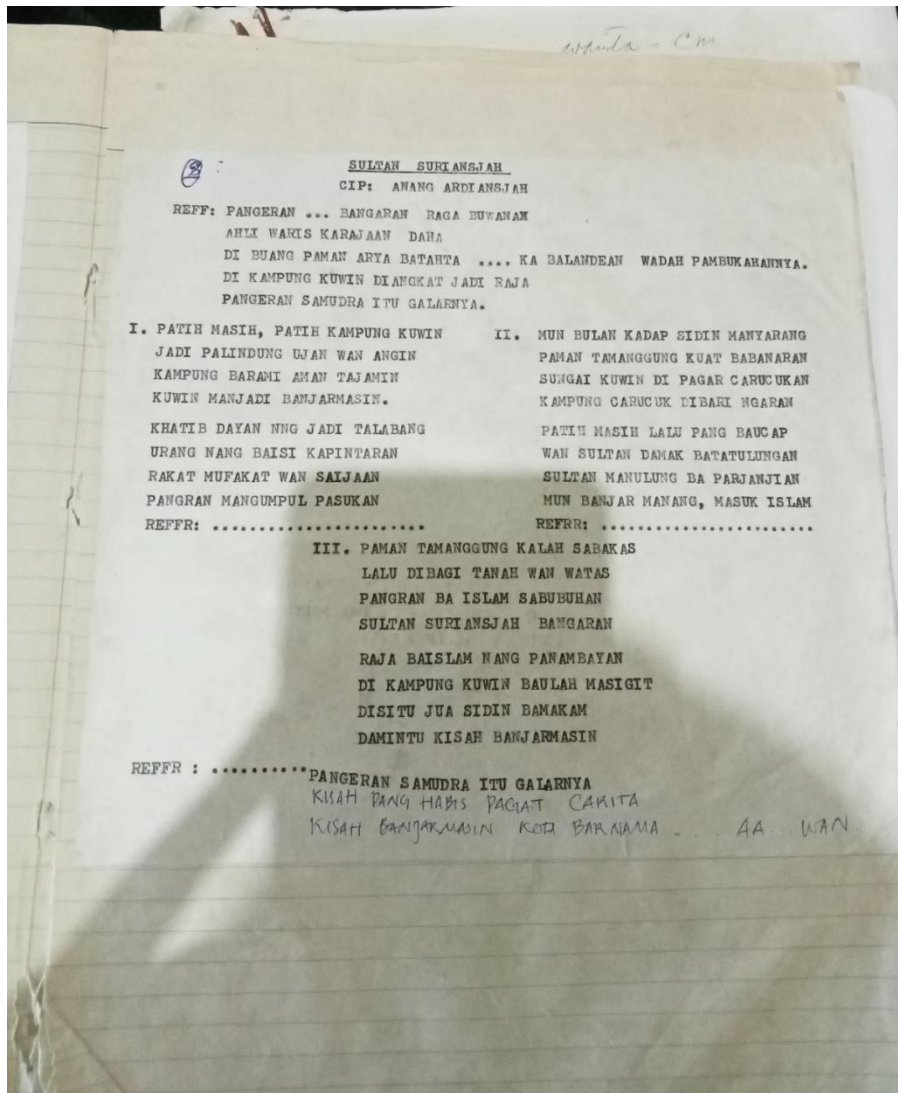 wanita - Cm
SULTAN SURIANSJAH
CIP: ANANG ARDIANSJAH
REFF: PANGERAN ... BANGARAN RAGA BUWANAM
AHLI WARIS KARAJAAN DAHA
DI BUANG PAMAN ARYA BATAHTA .... KA BALANDEAN WADAH PAMBUKAHANNYA.
DI KAMPUNG KUWIN DIANGKAT JADI RAJA
PANGERAN SAMUDRA ITU GALARNYA.
I. PATIH MASIH, PATIH KAMPUNG KUWIN
JADI PALINDUNG UJAN WAN ANGIN
KAMPUNG BARAMI AMAN TAJAMIN
KUWIN MANJADI BANJARMASIN.
KHATIB DAYAN NNG JADI TALABANG
URANG NANG BAISI KAPINTARAN
RAKAT MUFAKAT WAN SAIJAAN
PANGRAN MANGUMPUL PASUKAN
REFFR: ........................
II. MUN BULAN KADAP SIDIN MANYARANG
PAMAN TAMANGGUNG KUAT BABANARAN
SUNGAI KUWIN DI PAGAR CARUCUKAN
KAMPUNG CARUCUK DIBARI NGARAN
PATIH MASIH LALU PANG BAUCAP
WAN SULTAN DAMAK BATATULUNGAN
SULTAN MANULUNG BA PARJANJIAN
MUN BANJAR MANANG, MASUK ISLAM
REFRR: ........................
III. PAMAN TAMANGGUNG KALAH SABAKAS
LALU DIBAGI TANAH WAN WATAS
PANGRAN BA ISLAM SABUBUHAN
SULTAN SURIANSJAH BANGARAN
RAJA BAISLAM NANG PANAMBAYAN
DI KAMPUNG KUWIN BAULAH MASIGIT
DISITU JUA SIDIN BAMAKAM
DAMINTU KISAH BANJARMASIN
REFFR : ..........PANGERAN SAMUDRA ITU GALARNYA
KISAH PANG HABIS PAGAT CARITA
KISAH BANJARMASIN KOTA BARNAMA ... AA.. WAN.